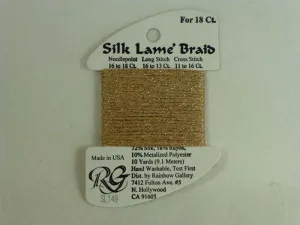 For 18 Ct.
Silk Lame' Braid
Needlepoint Long Stitch Cross Stitch
16 to 18 Ct. 16 to 13 Ct. 11 to 16 Ct.
Made in USA
72% Silk, 18% Rayon,
10% Metalized Polyester
10 Yards (9.1 Meters)
Hand Washable, Test First
Dist. by Rainbow Gallery
7412 Fulton Ave. #5
N. Hollywood
CA 91605
RG
SL149